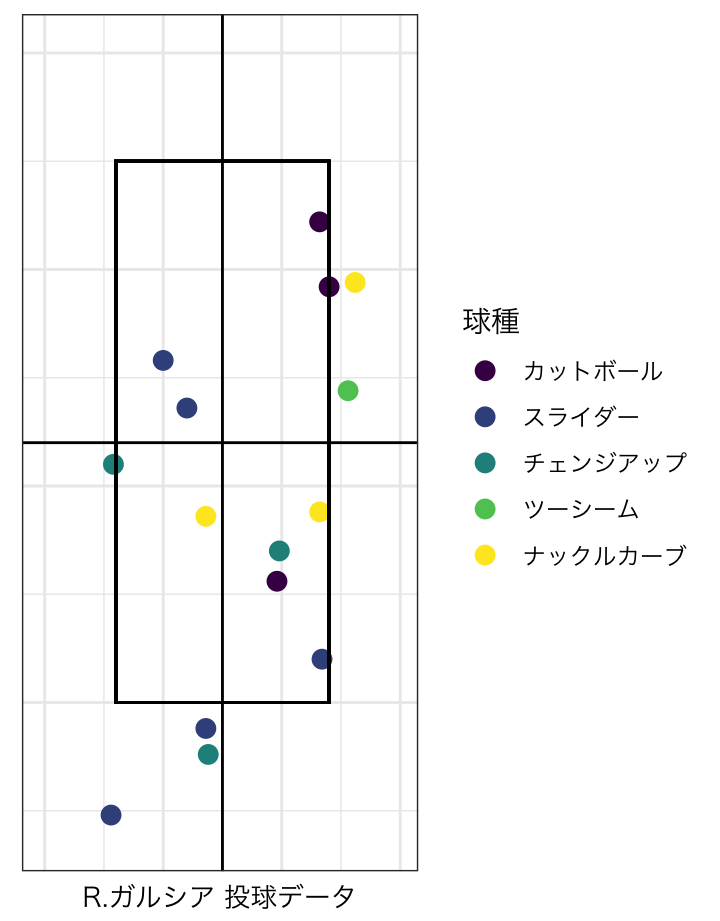 球種
カットボール
スライダー
チェンジアップ
ツーシーム
ナックルカーブ
R.ガルシア 投球データ